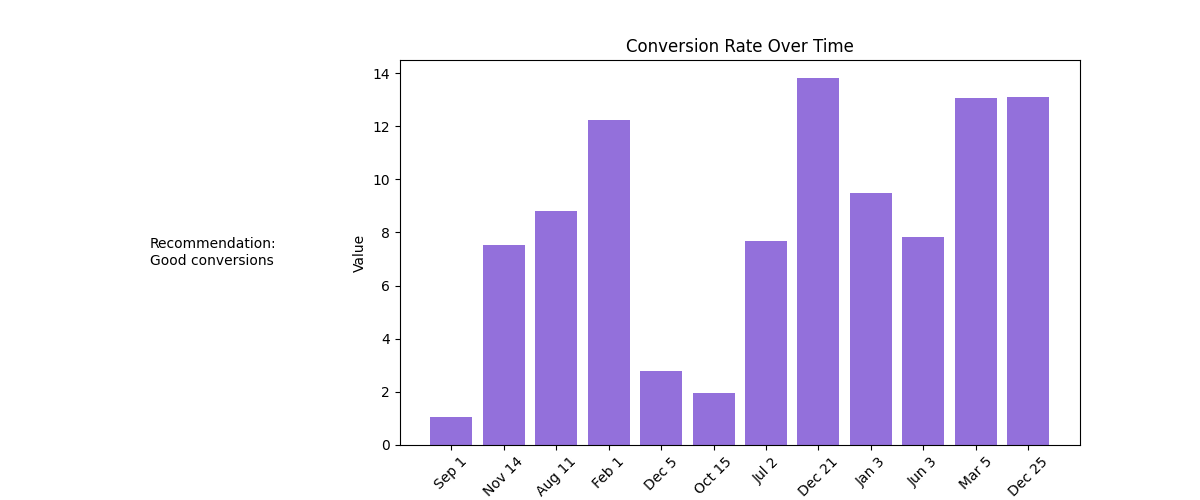 Conversion Rate Over Time
Recommendation:
Good conversions
Value
14
12
10
8
6
4
2
0
Sep 1
Nov 14
Aug 11
Feb 1
Dec 5
Oct 15
Jul 2
Dec 21
Jan 3
Jun 3
Mar 5
Dec 25